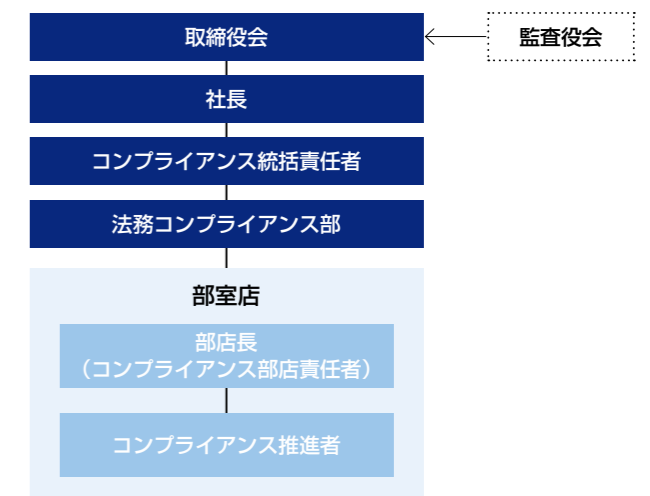 取締役会
監査役会
社長
コンプライアンス統括責任者
法務コンプライアンス部
部室店
部店長
（コンプライアンス部店責任者）
コンプライアンス推進者